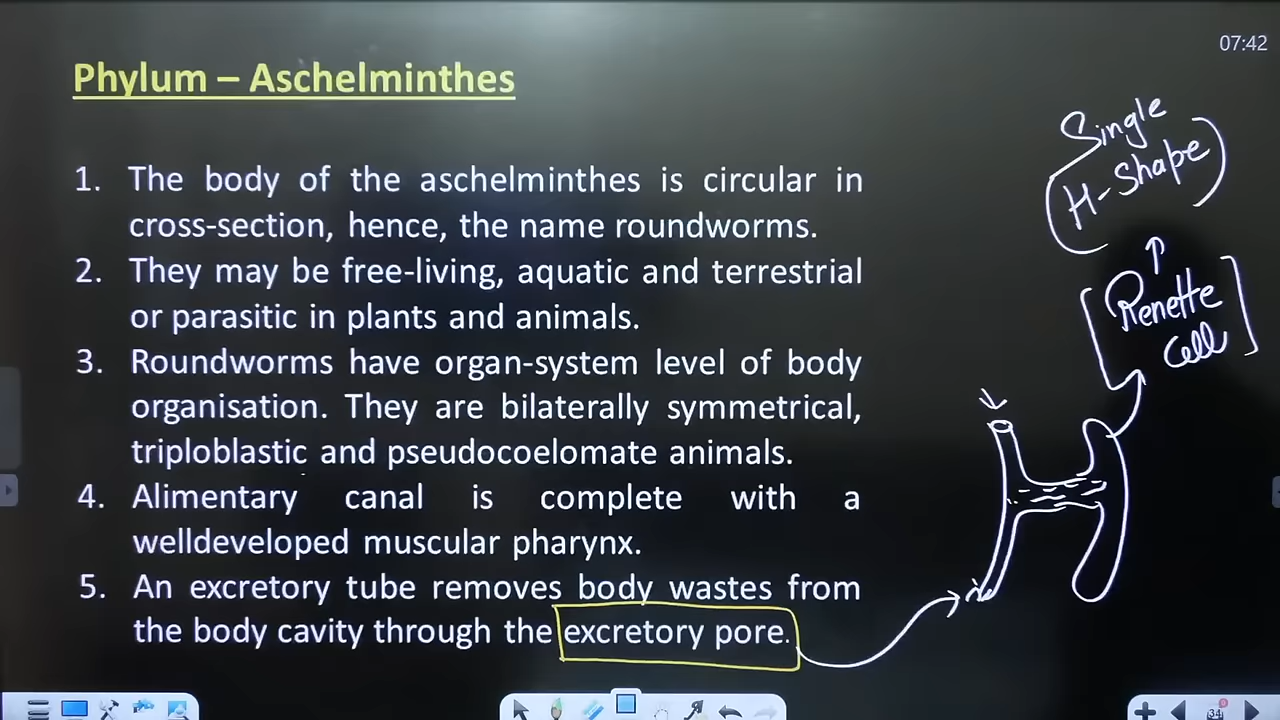 07:42
Phylum – Aschelminthes
1. The body of the aschelminthes is circular in
cross-section, hence, the name roundworms.
2. They may be free-living, aquatic and terrestrial
or parasitic in plants and animals.
3. Roundworms have organ-system level of body
organisation. They are bilaterally symmetrical,
triploblastic and pseudocoelomate animals.
4. Alimentary canal is complete with a
welldeveloped muscular pharynx.
5. An excretory tube removes body wastes from
the body cavity through the excretory pore.
Single
H-Shape
Renette
Cell
34